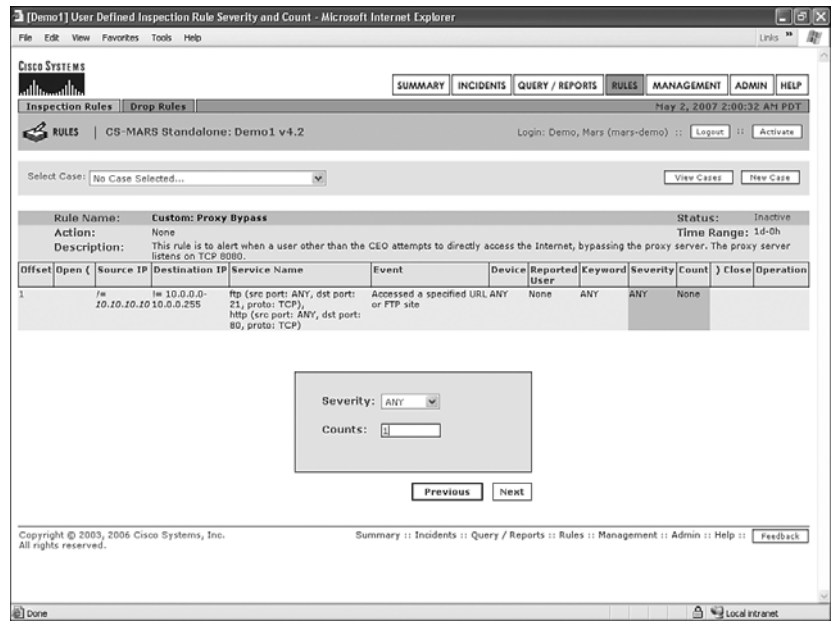 [Demo1] User Defined Inspection Rule Severity and Count - Microsoft Internet Explorer
File Edit View Favorites Tools Help Links »
CISCO SYSTEMS
SUMMARY INCIDENTS QUERY / REPORTS RULES MANAGEMENT ADMIN HELP
Inspection Rules Drop Rules May 2, 2007 2:00:32 AM PDT
RULES | CS-MARS Standalone: Demo1 v4.2 Login: Demo, Mars (mars-demo) :: Logout :: Activate
Select Case: No Case Selected... View Cases New Case
Rule Name: Custom: Proxy Bypass Status: Inactive
Action: None Time Range: 1d-0h
Description: This rule is to alert when a user other than the CEO attempts to directly access the Internet, bypassing the proxy server. The proxy server
listens on TCP 8080.
Offset Open ( Source IP Destination IP Service Name Event Device Reported Keyword Severity Count ) Close Operation
User
1 != != 10.0.0.0- ftp (src port: ANY, dst port: Accessed a specified URL ANY None ANY ANY None
10.10.10.10 10.0.0.255 21, proto: TCP), or FTP site
http (src port: ANY, dst port:
80, proto: TCP)
Severity: ANY
Counts: 1
Previous Next
Copyright © 2003, 2006 Cisco Systems, Inc. Summary :: Incidents :: Query / Reports :: Rules :: Management :: Admin :: Help :: Feedback
All rights reserved.
Done Local intranet